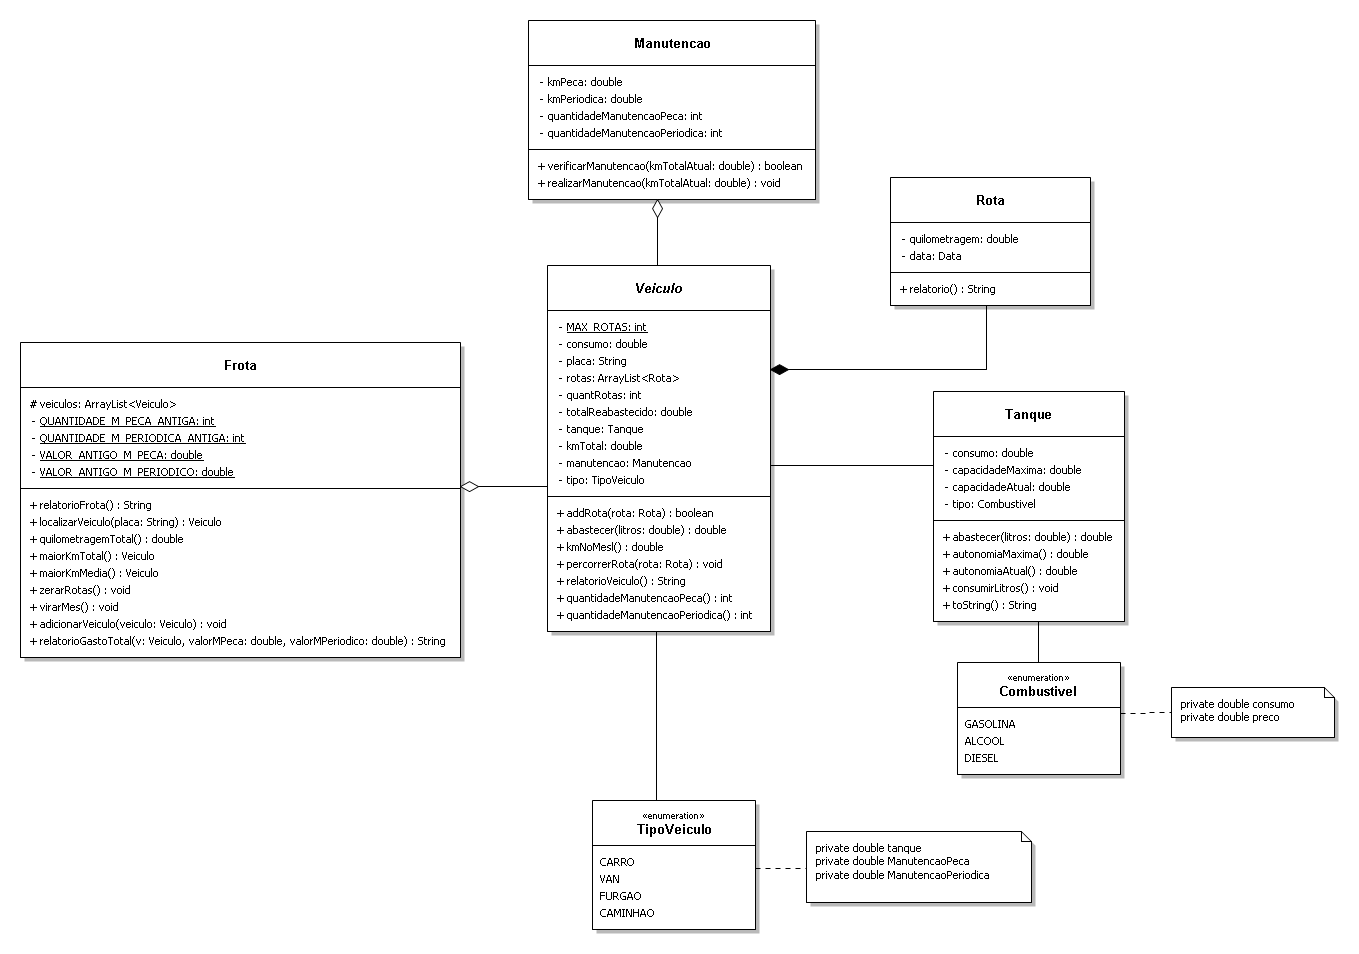 Manutencao
- kmPeca: double
- kmPeriodica: double
- quantidadeManutencaoPeca: int
- quantidadeManutencaoPeriodica: int
+ verificarManutencao(kmTotalAtual: double) : boolean
+ realizarManutencao(kmTotalAtual: double) : void
Rota
- quilometragem: double
- data: Data
+ relatorio() : String
Veiculo
- MAX_ROTAS: int
- consumo: double
- placa: String
- rotas: ArrayList<Rota>
- quantRotas: int
- totalReabastecido: double
- tanque: Tanque
- kmTotal: double
- manutencao: Manutencao
- tipo: TipoVeiculo
+ addRota(rota: Rota) : boolean
+ abastecer(litros: double) : double
+ kmNoMesl() : double
+ percorrerRota(rota: Rota) : void
+ relatorioVeiculo() : String
+ quantidadeManutencaoPeca() : int
+ quantidadeManutencaoPeriodica() : int
Frota
# veiculos: ArrayList<Veiculo>
- QUANTIDADE_M_PECA_ANTIGA: int
- QUANTIDADE_M_PERIODICA_ANTIGA: int
- VALOR_ANTIGO_M_PECA: double
- VALOR_ANTIGO_M_PERIODICO: double
+ relatorioFrota() : String
+ localizarVeiculo(placa: String) : Veiculo
+ quilometragemTotal() : double
+ maiorKmTotal() : Veiculo
+ maiorKmMedia() : Veiculo
+ zerarRotas() : void
+ virarMes() : void
+ adicionarVeiculo(veiculo: Veiculo) : void
+ relatorioGastoTotal(v: Veiculo, valorMPeca: double, valorMPeriodico: double) : String
Tanque
- consumo: double
- capacidadeMaxima: double
- capacidadeAtual: double
- tipo: Combustivel
+ abastecer(litros: double) : double
+ autonomiaMaxima() : double
+ autonomiaAtual() : double
+ consumirLitros() : void
+ toString() : String
«enumeration»
Combustivel
GASOLINA
ALCOOL
DIESEL
private double consumo
private double preco
«enumeration»
TipoVeiculo
CARRO
VAN
FURGAO
CAMINHAO
private double tanque
private double ManutencaoPeca
private double ManutencaoPeriodica